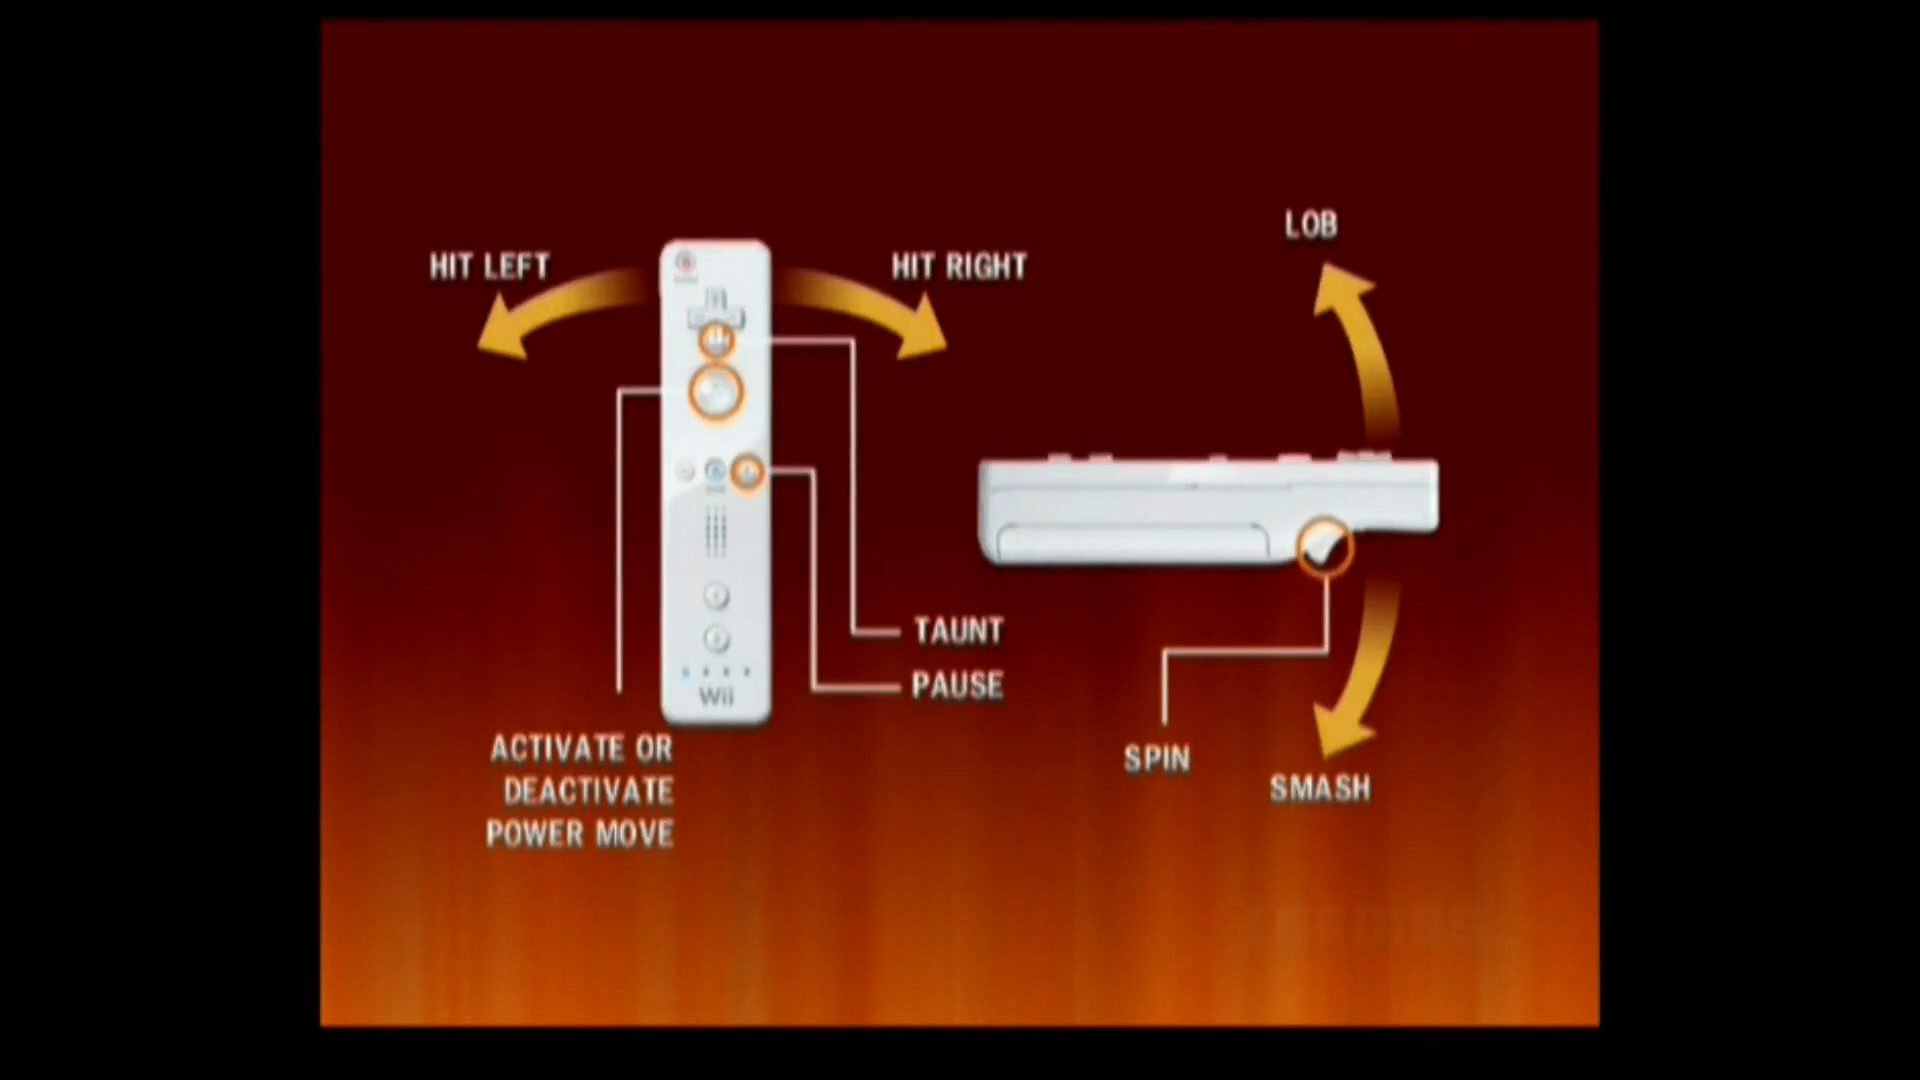 LOB
HIT LEFT
HIT RIGHT
TAUNT
PAUSE
Wii
ACTIVATE OR
DEACTIVATE
POWER MOVE
SPIN
SMASH